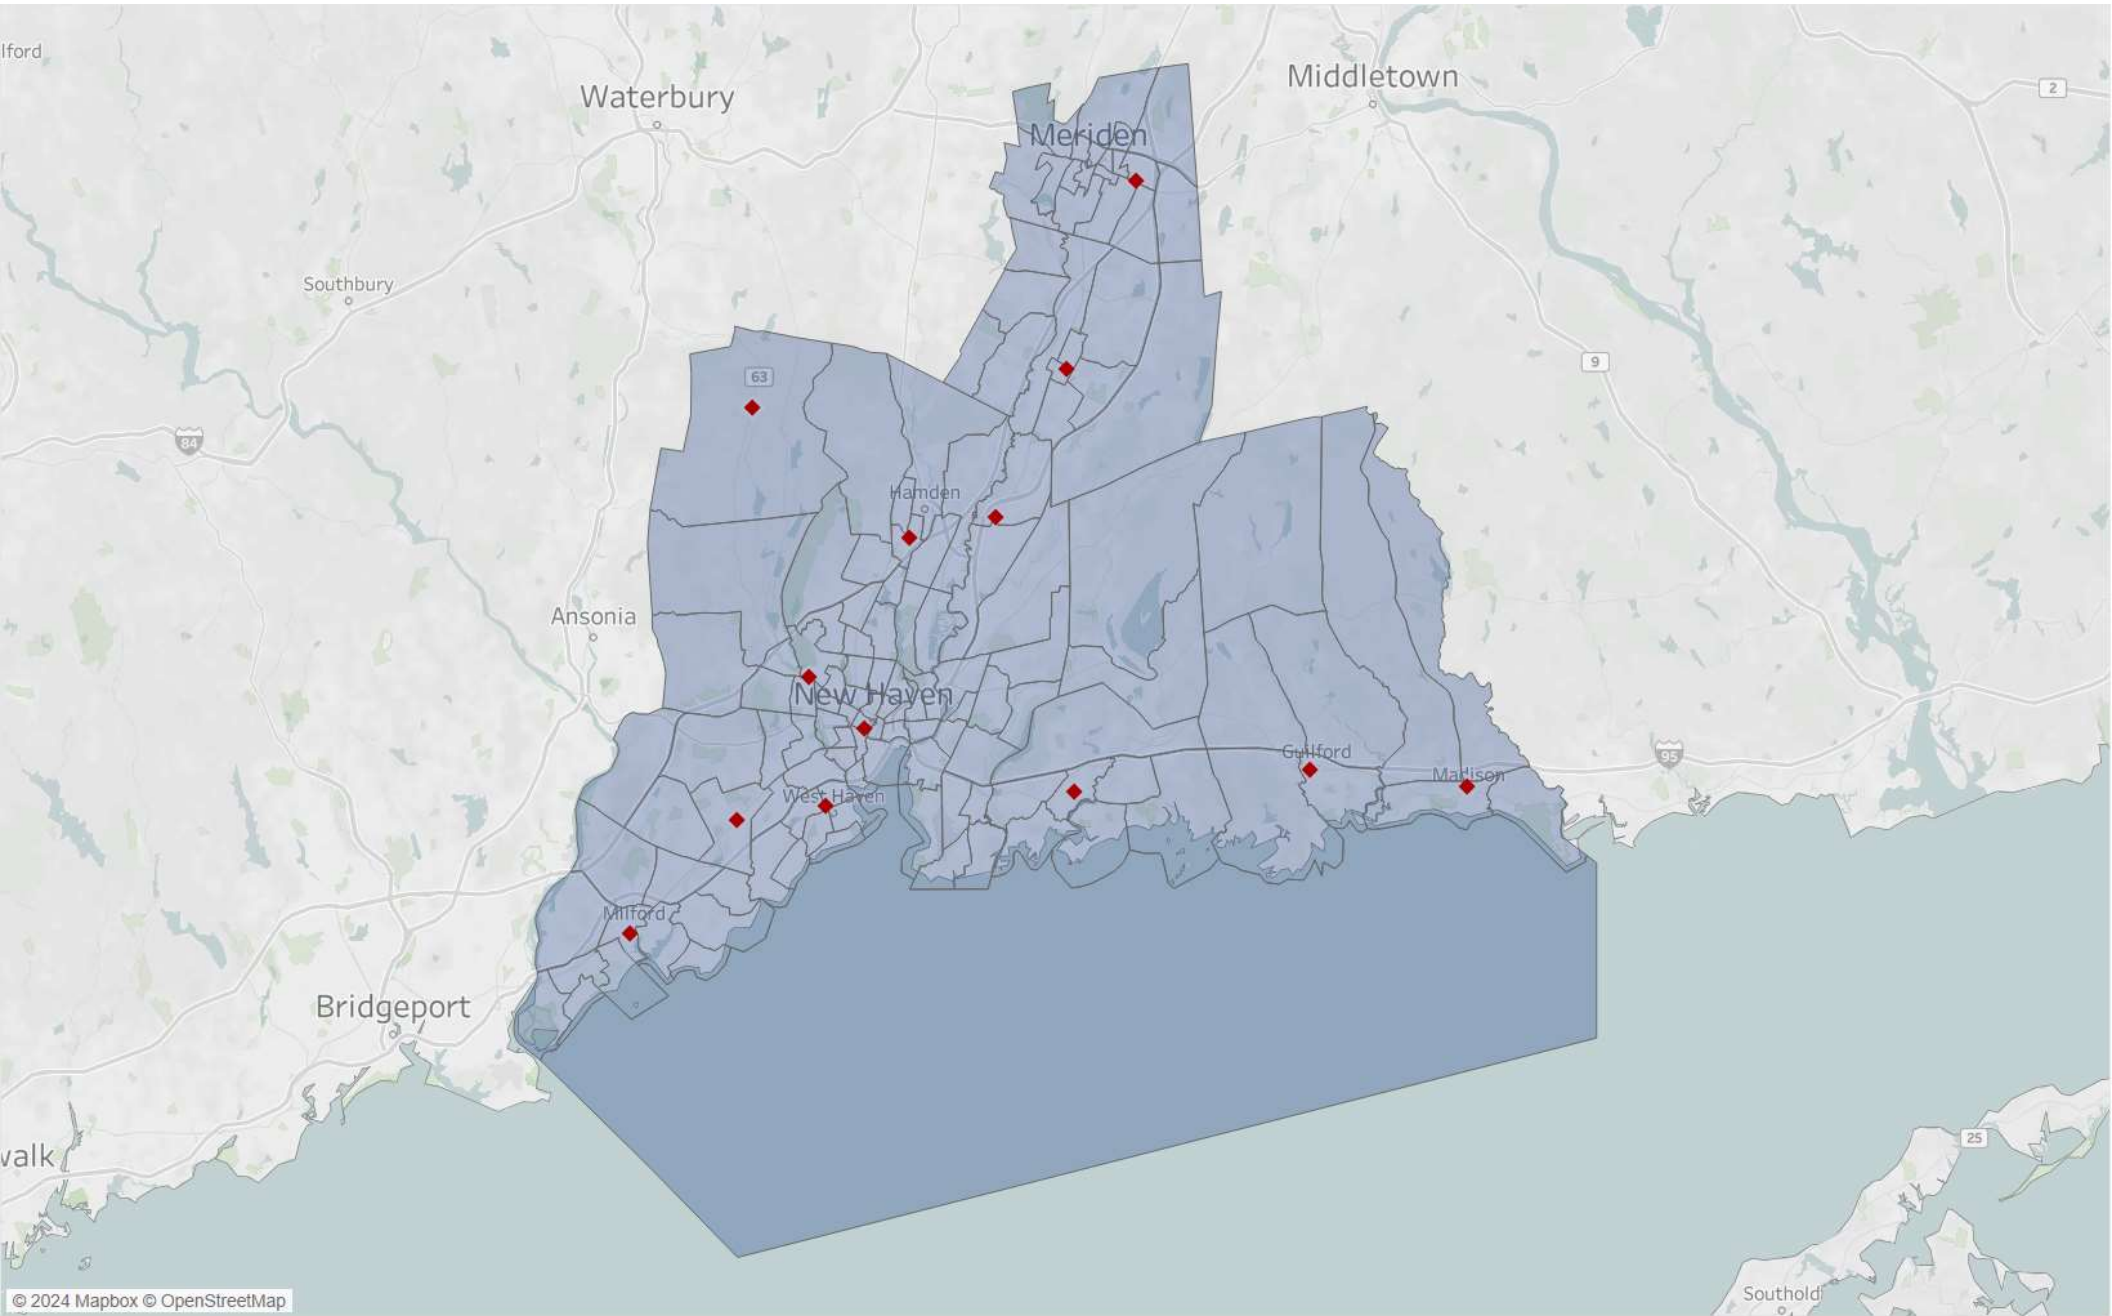 lford
Waterbury
Middletown
2
Meriden
Southbury
63
9
84
Hamden
Ansonia
New Haven
Guilford
95
Madison
West Haven
Milford
Bridgeport
25
valk
Southold
© 2024 Mapbox © OpenStreetMap